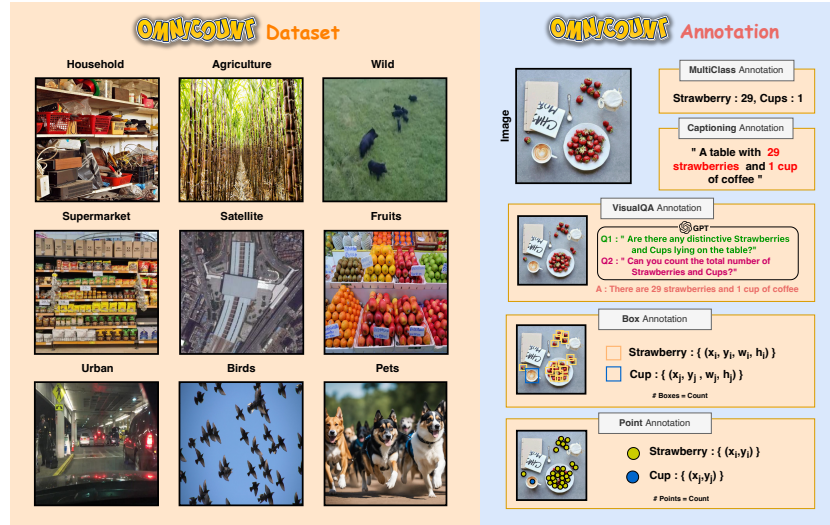 OMNICOUNT Dataset
Household
Agriculture
Wild
Supermarket
Satellite
Fruits
Urban
Birds
Pets
OMNICOUNT Annotation
Image
MultiClass Annotation
Strawberry : 29, Cups : 1
Captioning Annotation
" A table with 29
strawberries and 1 cup
of coffee "
VisualQA Annotation
GPT
Q1 : " Are there any distinctive Strawberries
and Cups lying on the table?"
Q2 : " Can you count the total number of
Strawberries and Cups?"
A : There are 29 strawberries and 1 cup of coffee
Box Annotation
Strawberry : { (xᵢ, yᵢ, wᵢ, hᵢ) }
Cup : { (xⱼ, yⱼ , wⱼ, hⱼ) }
# Boxes = Count
Point Annotation
Strawberry : { (xᵢ,yᵢ) }
Cup : { (xⱼ,yⱼ) }
# Points = Count